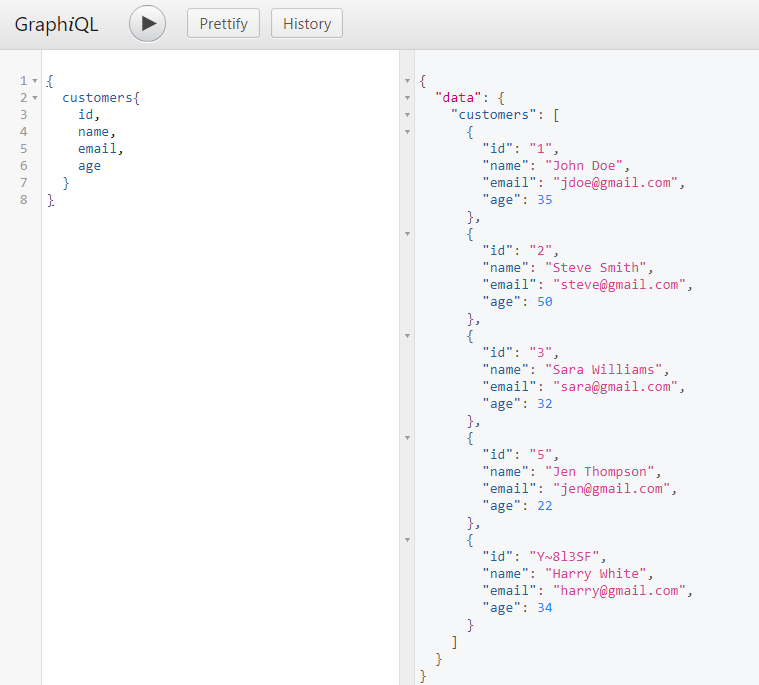 GraphiQL Prettify History
1 {
2 customers{
3 id,
4 name,
5 email,
6 age
7 }
8 }
{
"data": {
"customers": [
{
"id": "1",
"name": "John Doe",
"email": "jdoe@gmail.com",
"age": 35
},
{
"id": "2",
"name": "Steve Smith",
"email": "steve@gmail.com",
"age": 50
},
{
"id": "3",
"name": "Sara Williams",
"email": "sara@gmail.com",
"age": 32
},
{
"id": "5",
"name": "Jen Thompson",
"email": "jen@gmail.com",
"age": 22
},
{
"id": "Y~8l3SF",
"name": "Harry White",
"email": "harry@gmail.com",
"age": 34
}
]
}
}